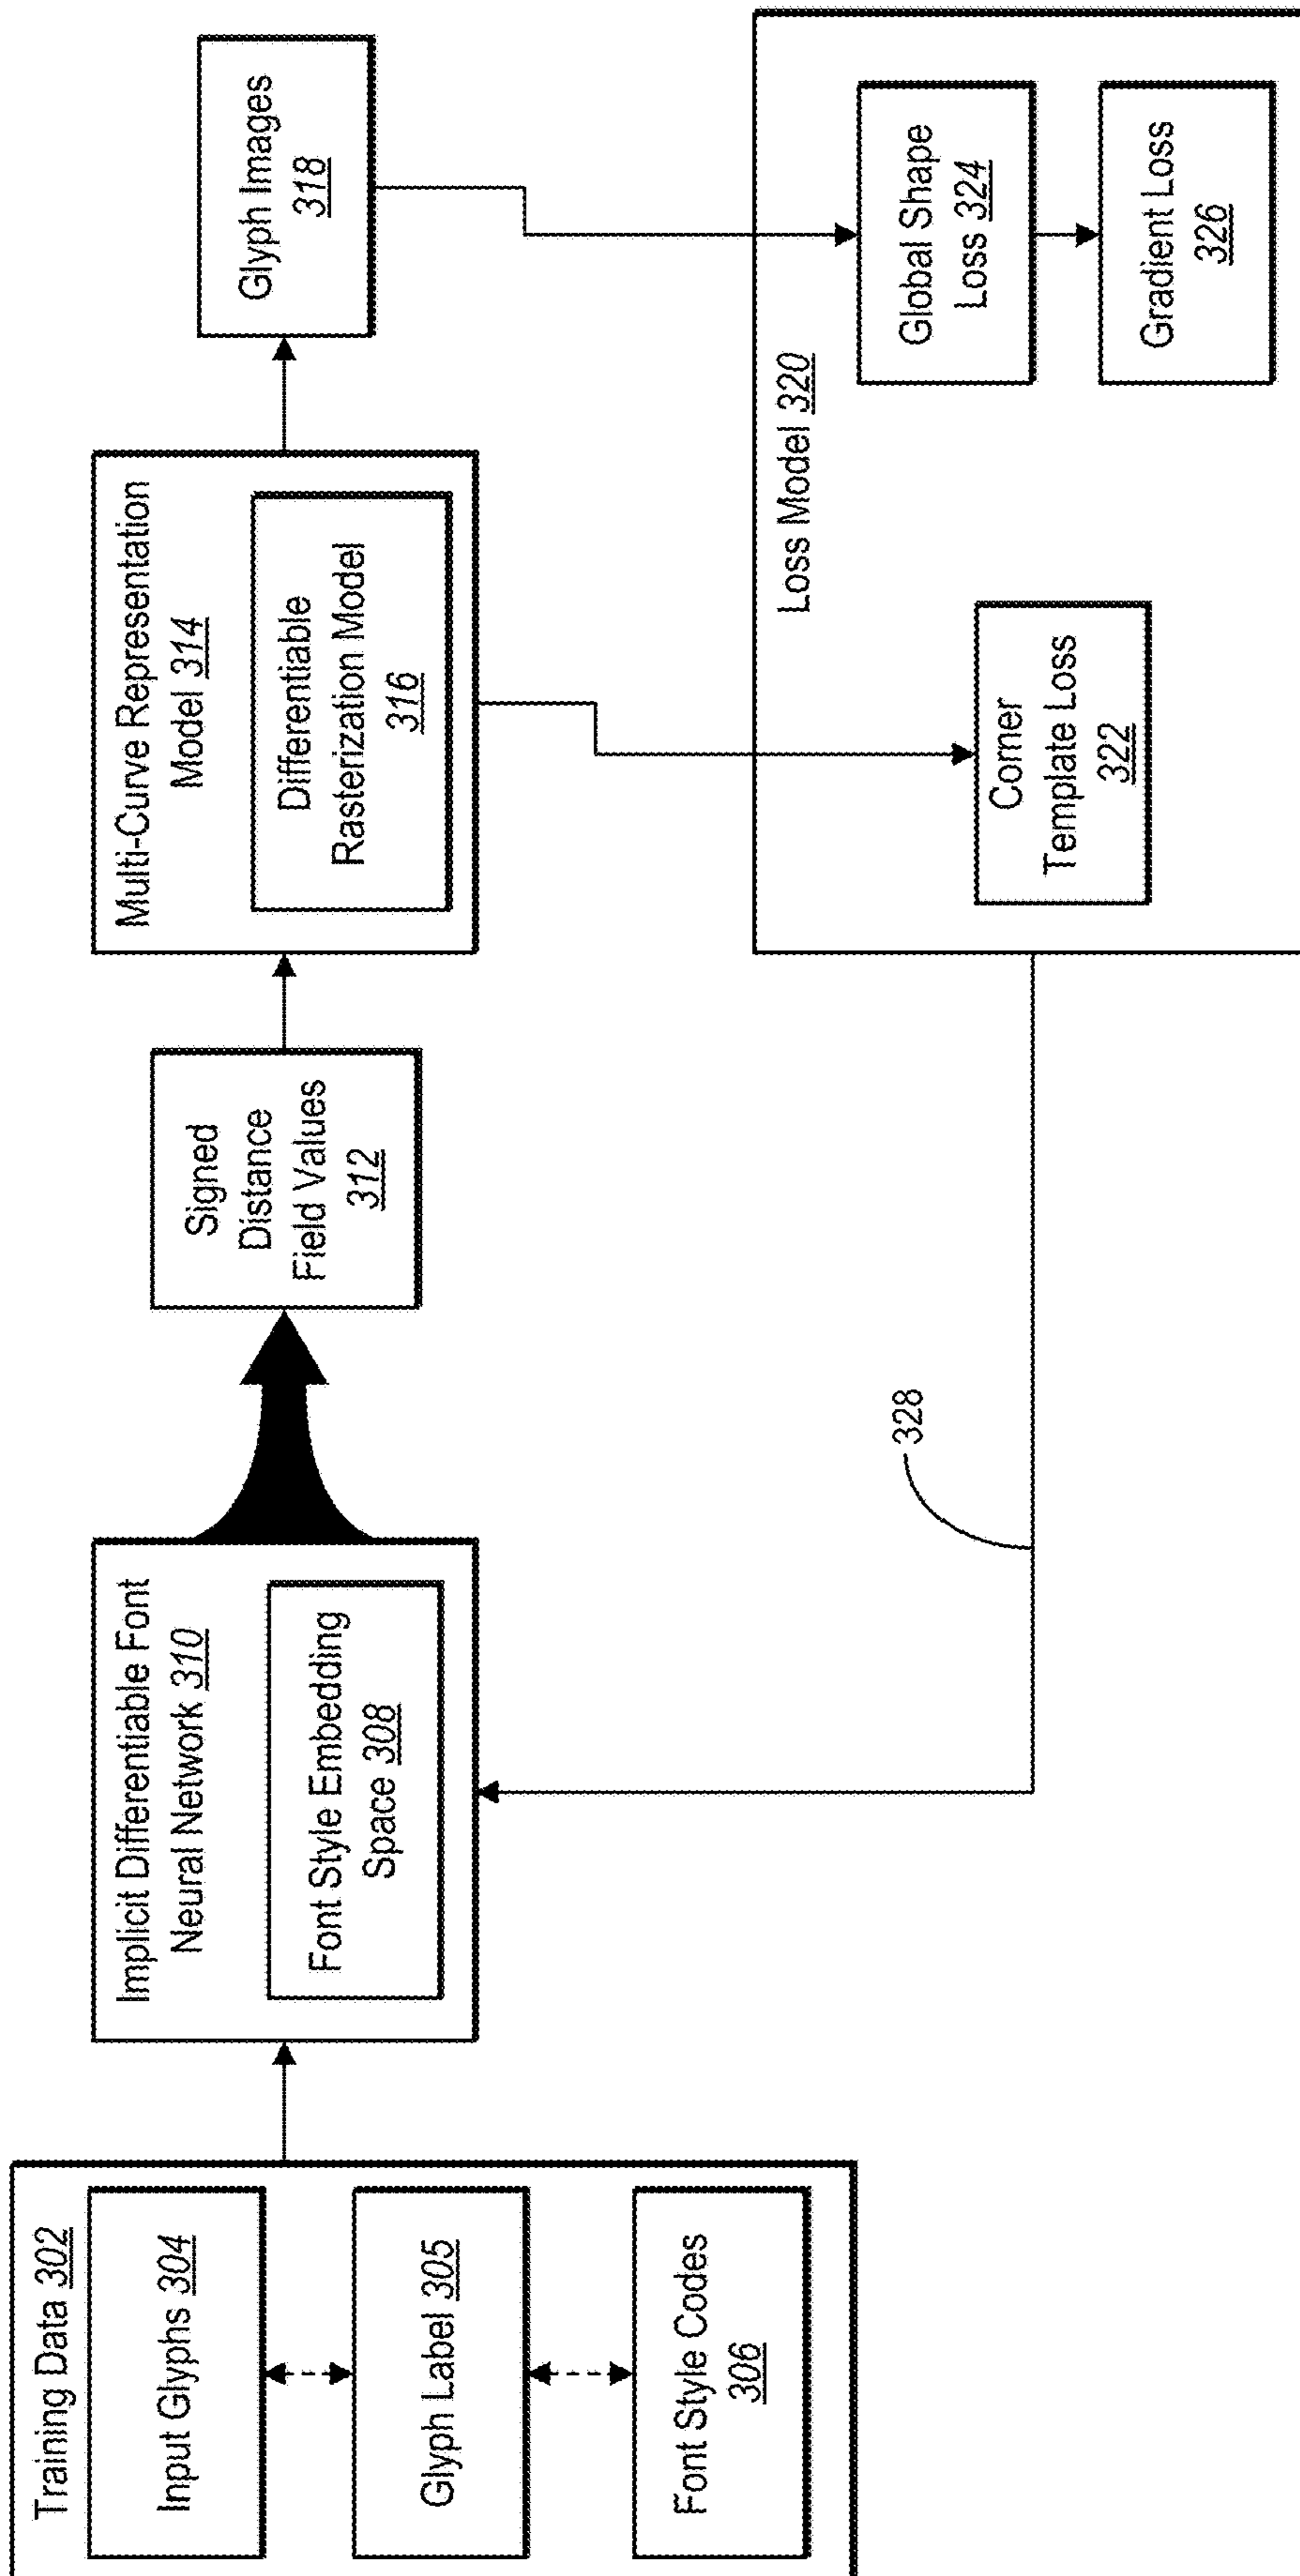 Training Data 302
Input Glyphs 304
Glyph Label 305
Font Style Codes
306
Implicit Differentiable Font
Neural Network 310
Font Style Embedding
Space 308
Signed
Distance
Field Values
312
Multi-Curve Representation
Model 314
Differentiable
Rasterization Model
316
Glyph Images
318
Loss Model 320
Corner
Template Loss
322
Global Shape
Loss 324
Gradient Loss
326
328